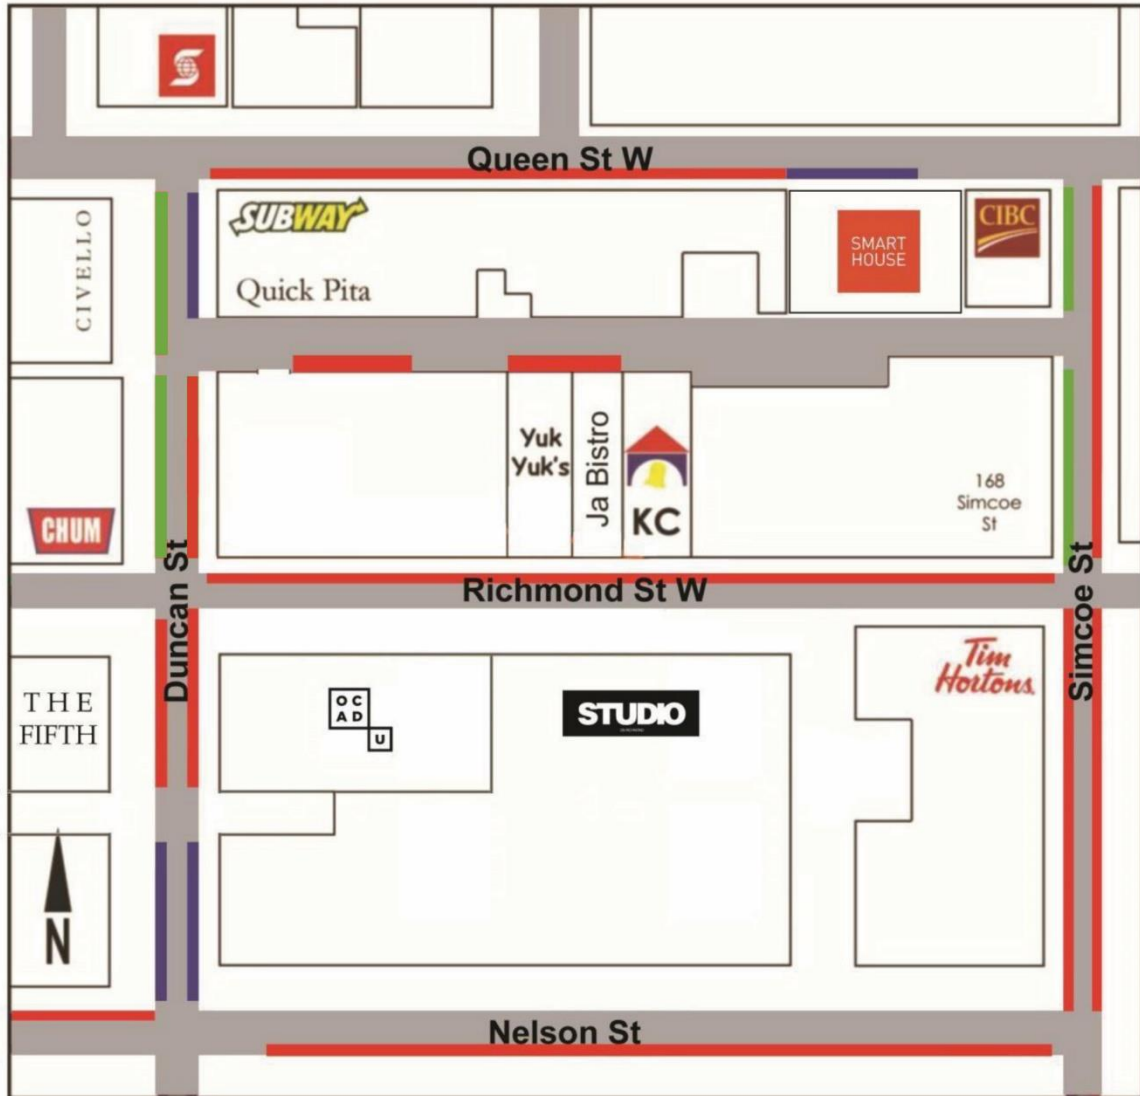 S
Queen St W
SUBWAY
Quick Pita
CIVELLO
SMART
HOUSE
CIBC
Yuk
Yuk's
Ja Bistro
KC
168
Simcoe
St
CHUM
Richmond St W
Duncan St
Simcoe St
THE
FIFTH
OC
AD
U
STUDIO
Tim
Hortons
N
Nelson St